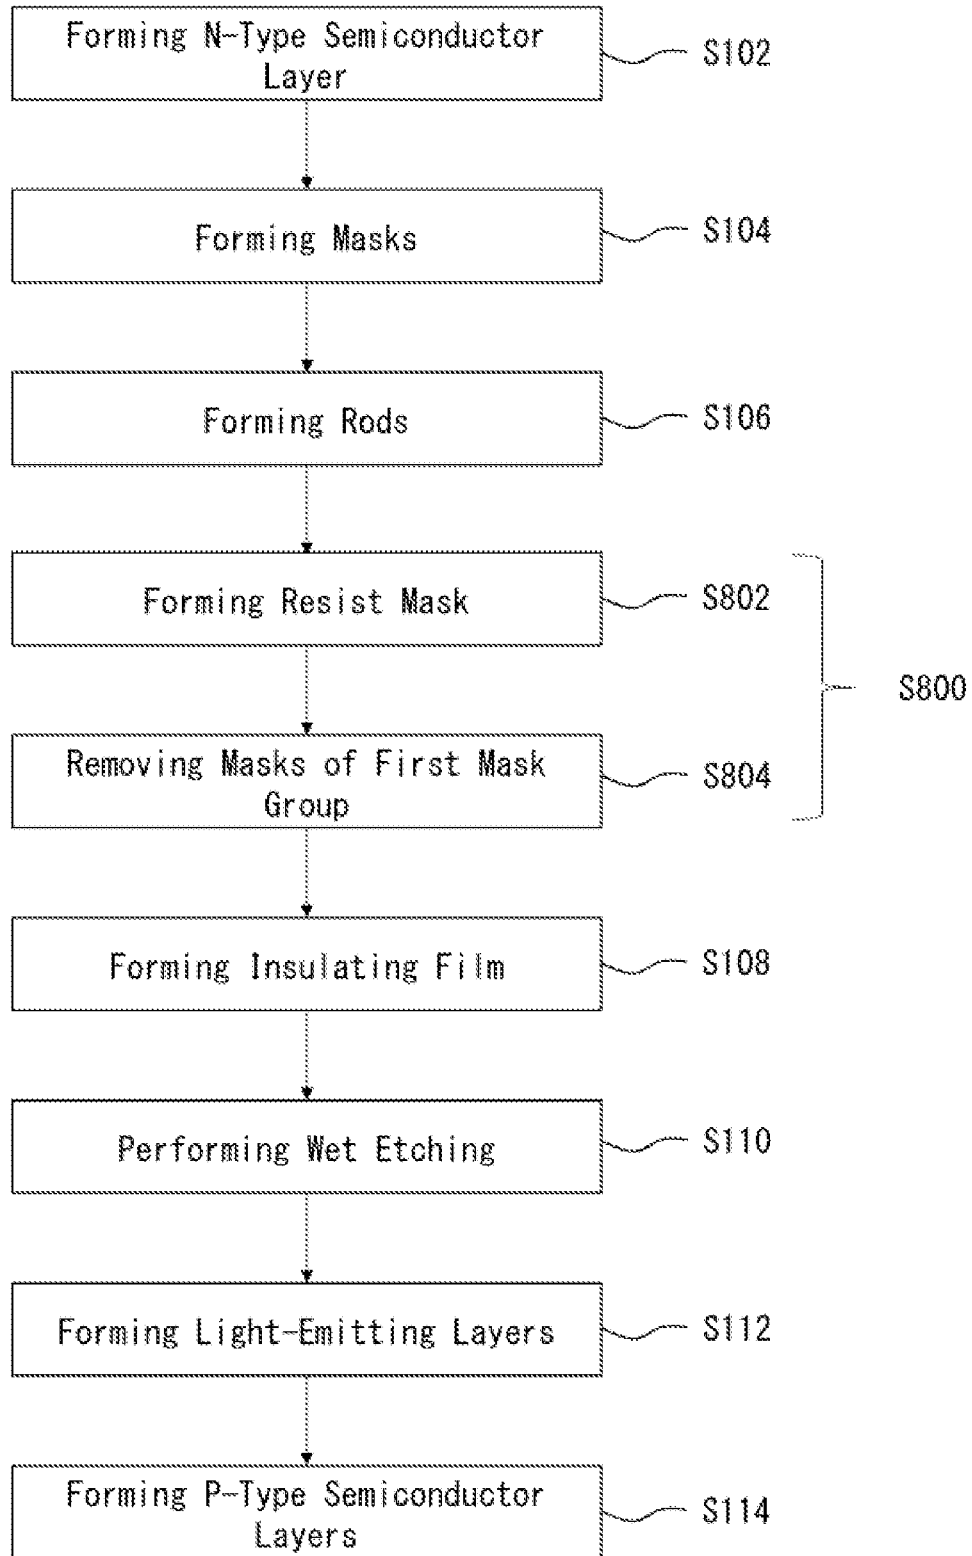 Forming N-Type Semiconductor
Layer
S102
Forming Masks
S104
Forming Rods
S106
Forming Resist Mask
S802
S800
Removing Masks of First Mask
Group
S804
Forming Insulating Film
S108
Performing Wet Etching
S110
Forming Light-Emitting Layers
S112
Forming P-Type Semiconductor
Layers
S114